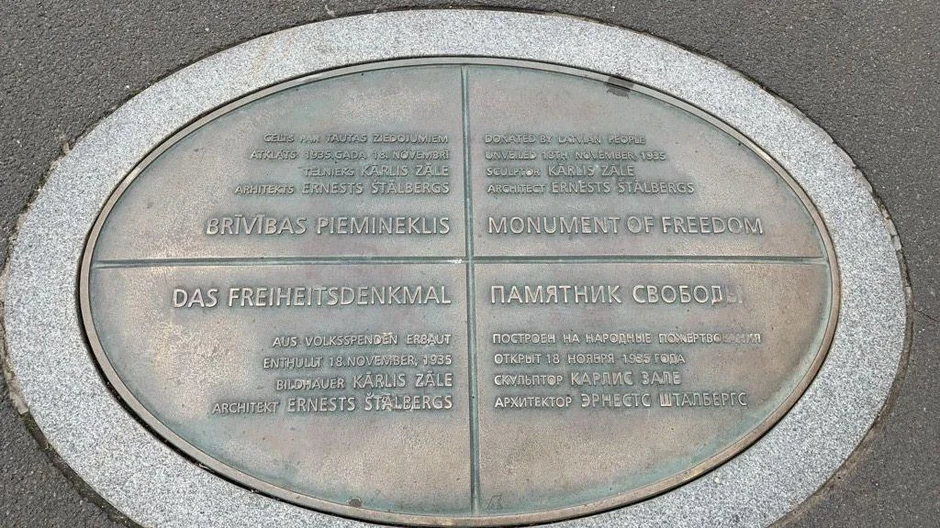 CELTS PAR TAUTAS ZIEDOJUMIEM
ATKLĀTS 1935.GADA 18.NOVEMBRĪ
TĒLNIEKS KĀRLIS ZĀLE
ARHITEKTS ERNESTS ŠTĀLBERGS
BRĪVĪBAS PIEMINEKLIS
DONATED BY LATVIAN PEOPLE
UNVEILED 18TH NOVEMBER, 1935
SCULPTOR KĀRLIS ZĀLE
ARCHITECT ERNESTS ŠTĀLBERGS
MONUMENT OF FREEDOM
DAS FREIHEITSDENKMAL
AUS VOLKSSPENDEN ERBAUT
ENTHÜLLT 18.NOVEMBER, 1935
BILDHAUER KĀRLIS ZĀLE
ARCHITEKT ERNESTS ŠTĀLBERGS
ПАМЯТНИК СВОБОДЫ
ПОСТРОЕН НА НАРОДНЫЕ ПОЖЕРТВОВАНИЯ
ОТКРЫТ 18 НОЯБРЯ 1935 ГОДА
СКУЛЬПТОР КАРЛИС ЗАЛЕ
АРХИТЕКТОР ЭРНЕСТС ШТАЛБЕРГС